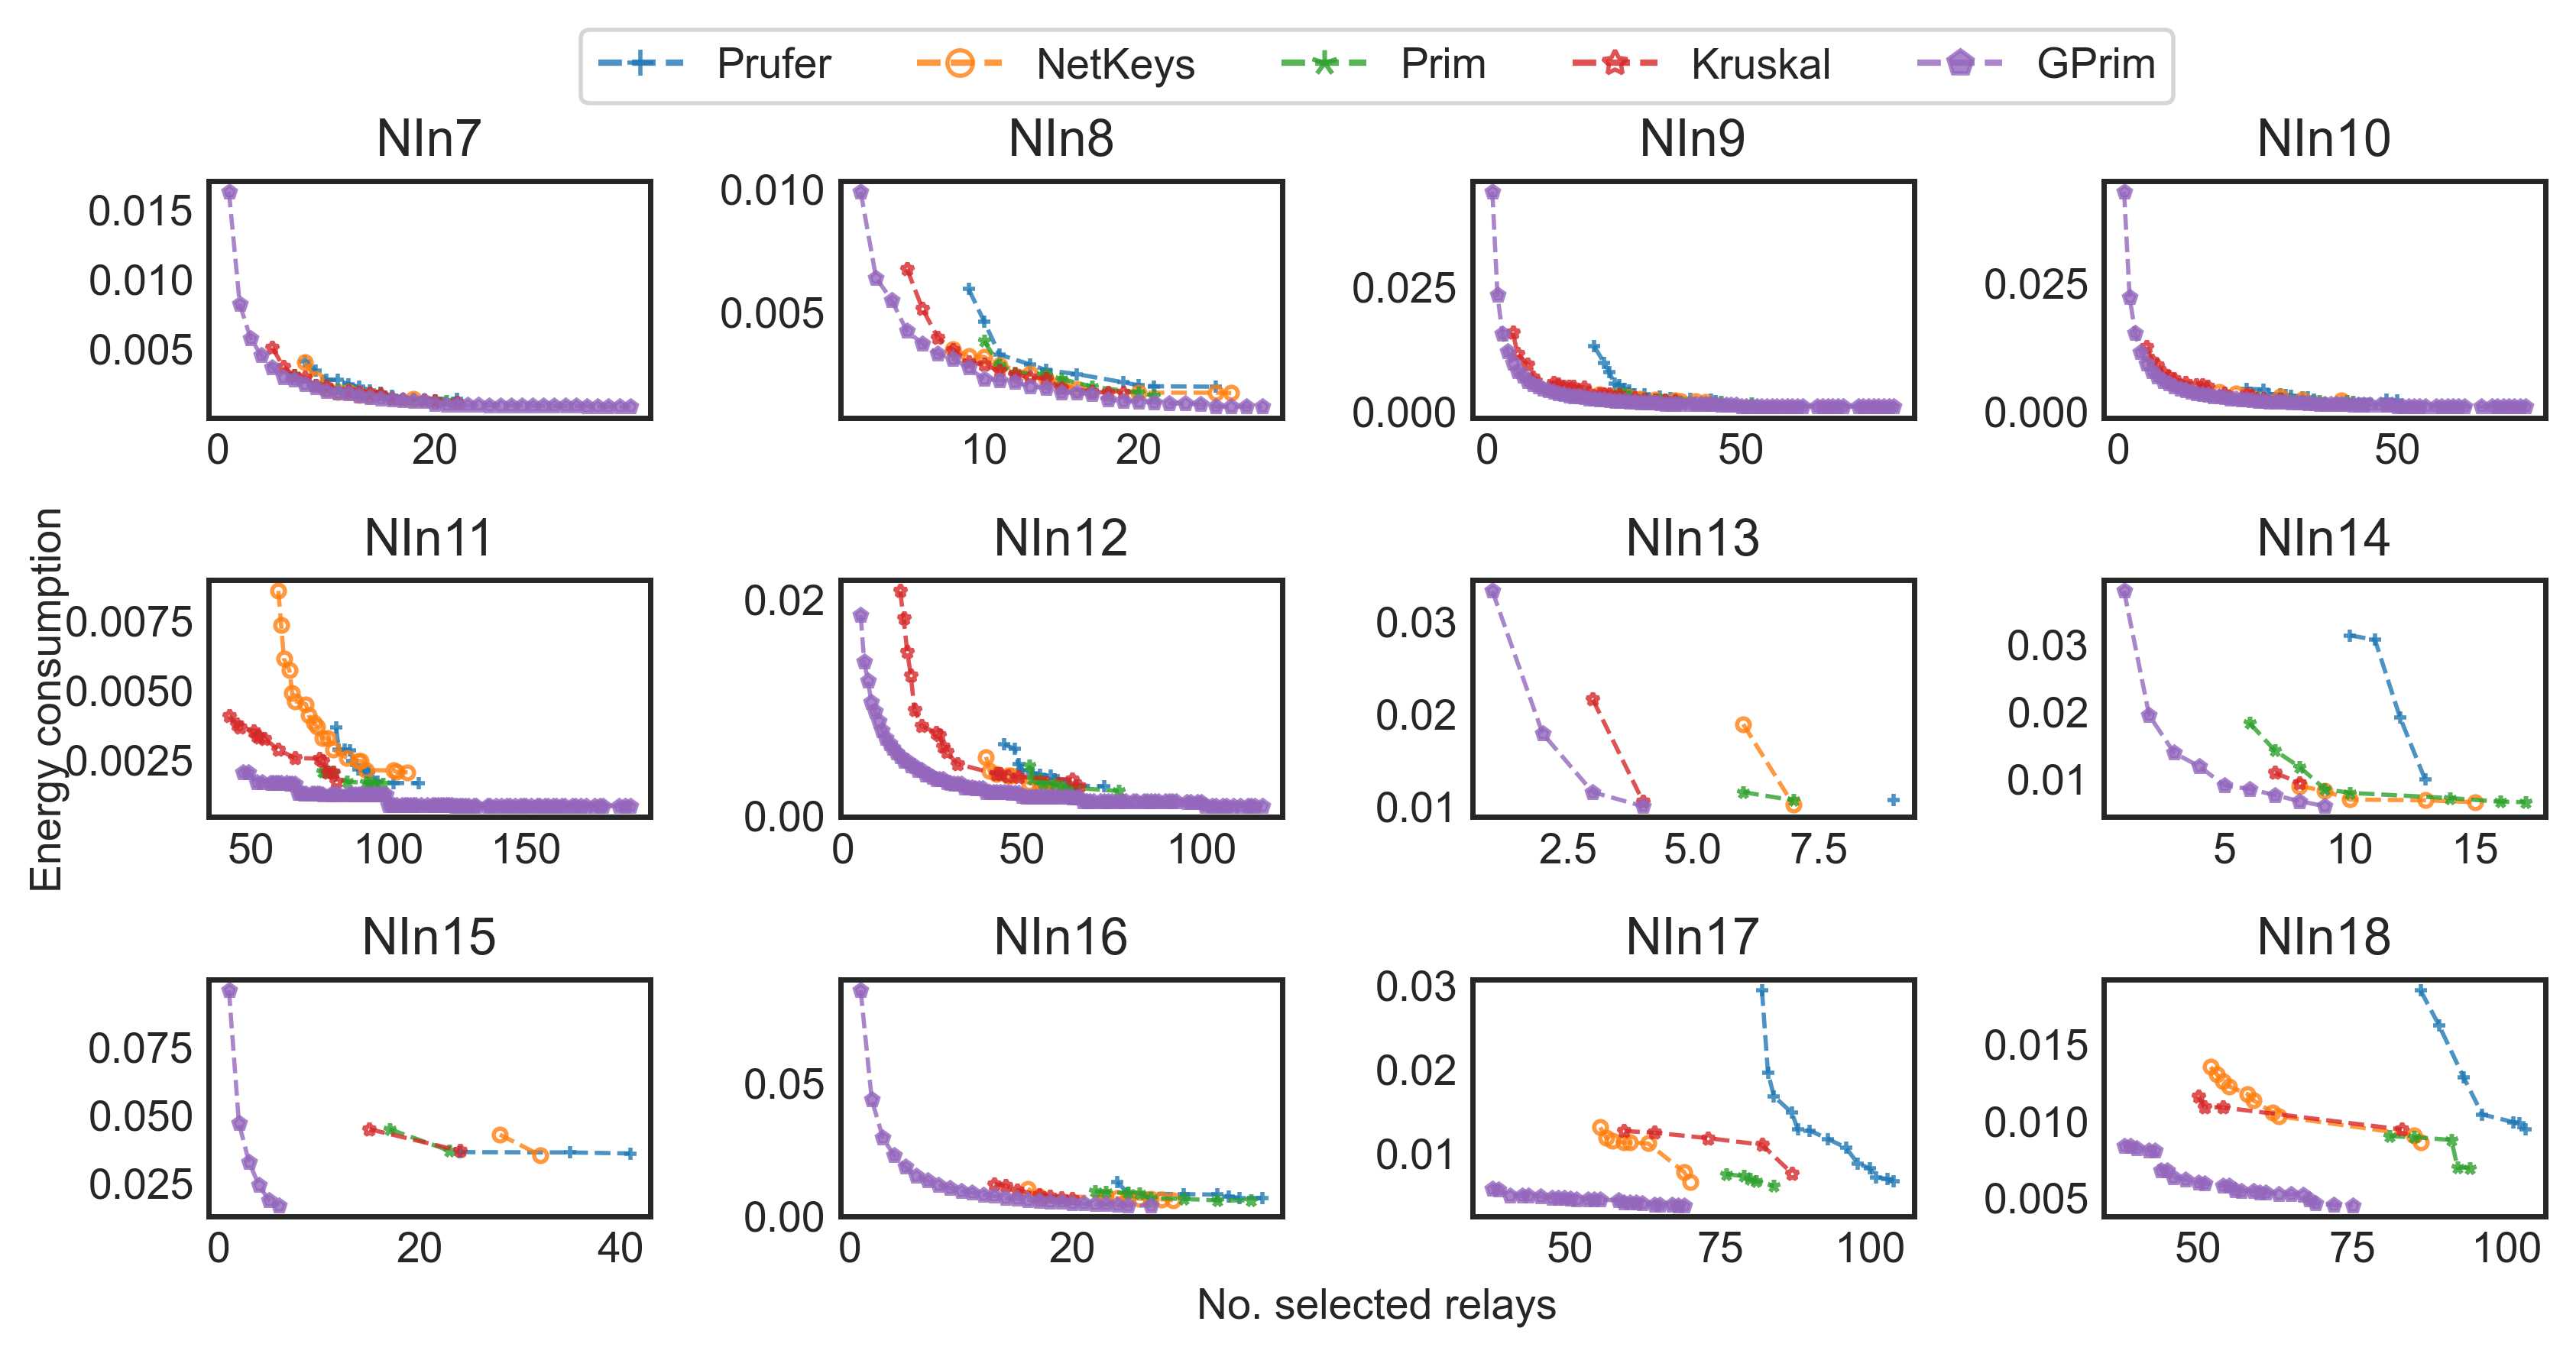 Prufer NetKeys Prim Kruskal GPrim
NIn7 NIn8 NIn9 NIn10
0.015 0.010 0.005 0 20
0.010 0.005 10 20
0.025 0.000 0 50
0.025 0.000 0 50
Energy consumption
NIn11 NIn12 NIn13 NIn14
0.0075 0.0050 0.0025 50 100 150
0.02 0.00 0 50 100
0.03 0.02 0.01 2.5 5.0 7.5
0.03 0.02 0.01 5 10 15
NIn15 NIn16 NIn17 NIn18
0.075 0.050 0.025 0 20 40
0.05 0.00 0 20
0.03 0.02 0.01 50 75 100
0.015 0.010 0.005 50 75 100
No. selected relays